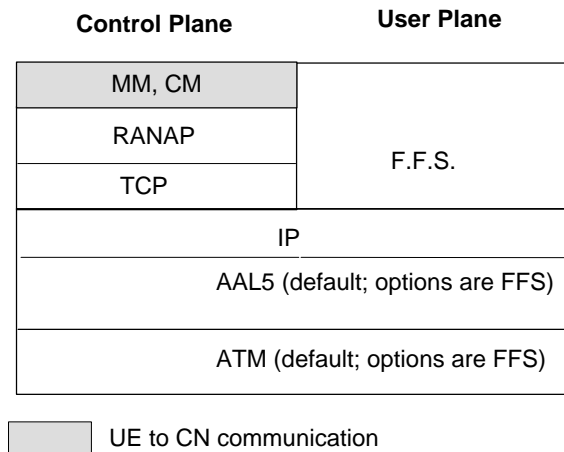 Control Plane
User Plane
MM, CM
RANAP
TCP
F.F.S.
IP
AAL5 (default; options are FFS)
ATM (default; options are FFS)
UE to CN communication